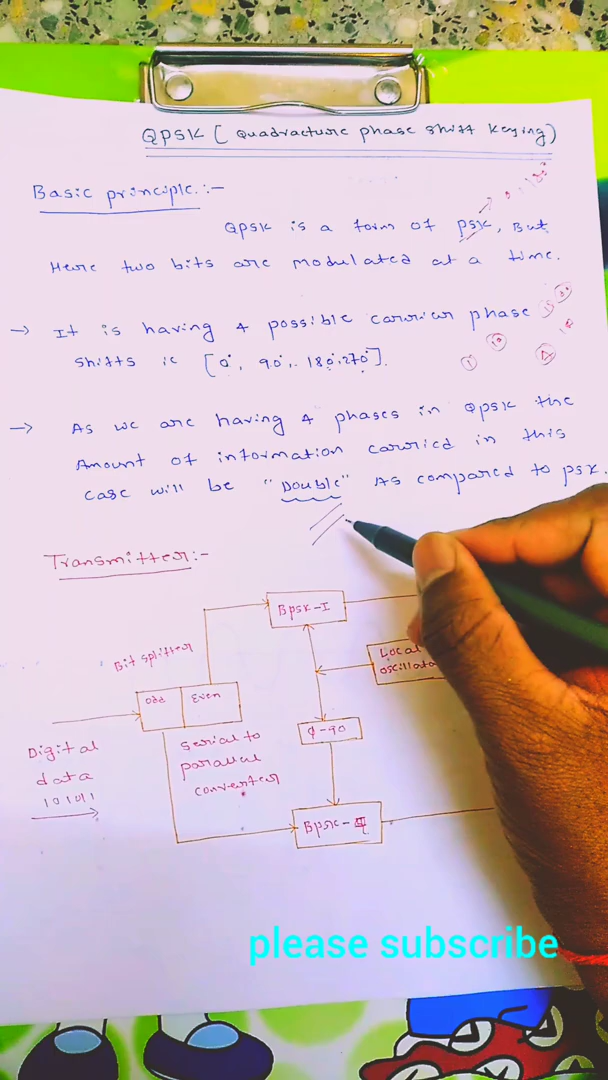 QPSK [ Quadracture phase shift keying)
Basic principle:-
QPSK is a form of psk, But
Here two bits are modulated at a time.
→ It is having 4 possible carrier phase
shifts ie [0°, 90°, 180°, 270°].
→ As we are having 4 phases in QPSK the
Amount of information carried in this
case will be "Double" As compared to psk.
Transmitter:-
Bpsk-I
Bit splitter
Local
oscillato
odd Even
φ-90
Digital
data
101011
serial to
parallel
converter
Bpsk-II
please subscribe